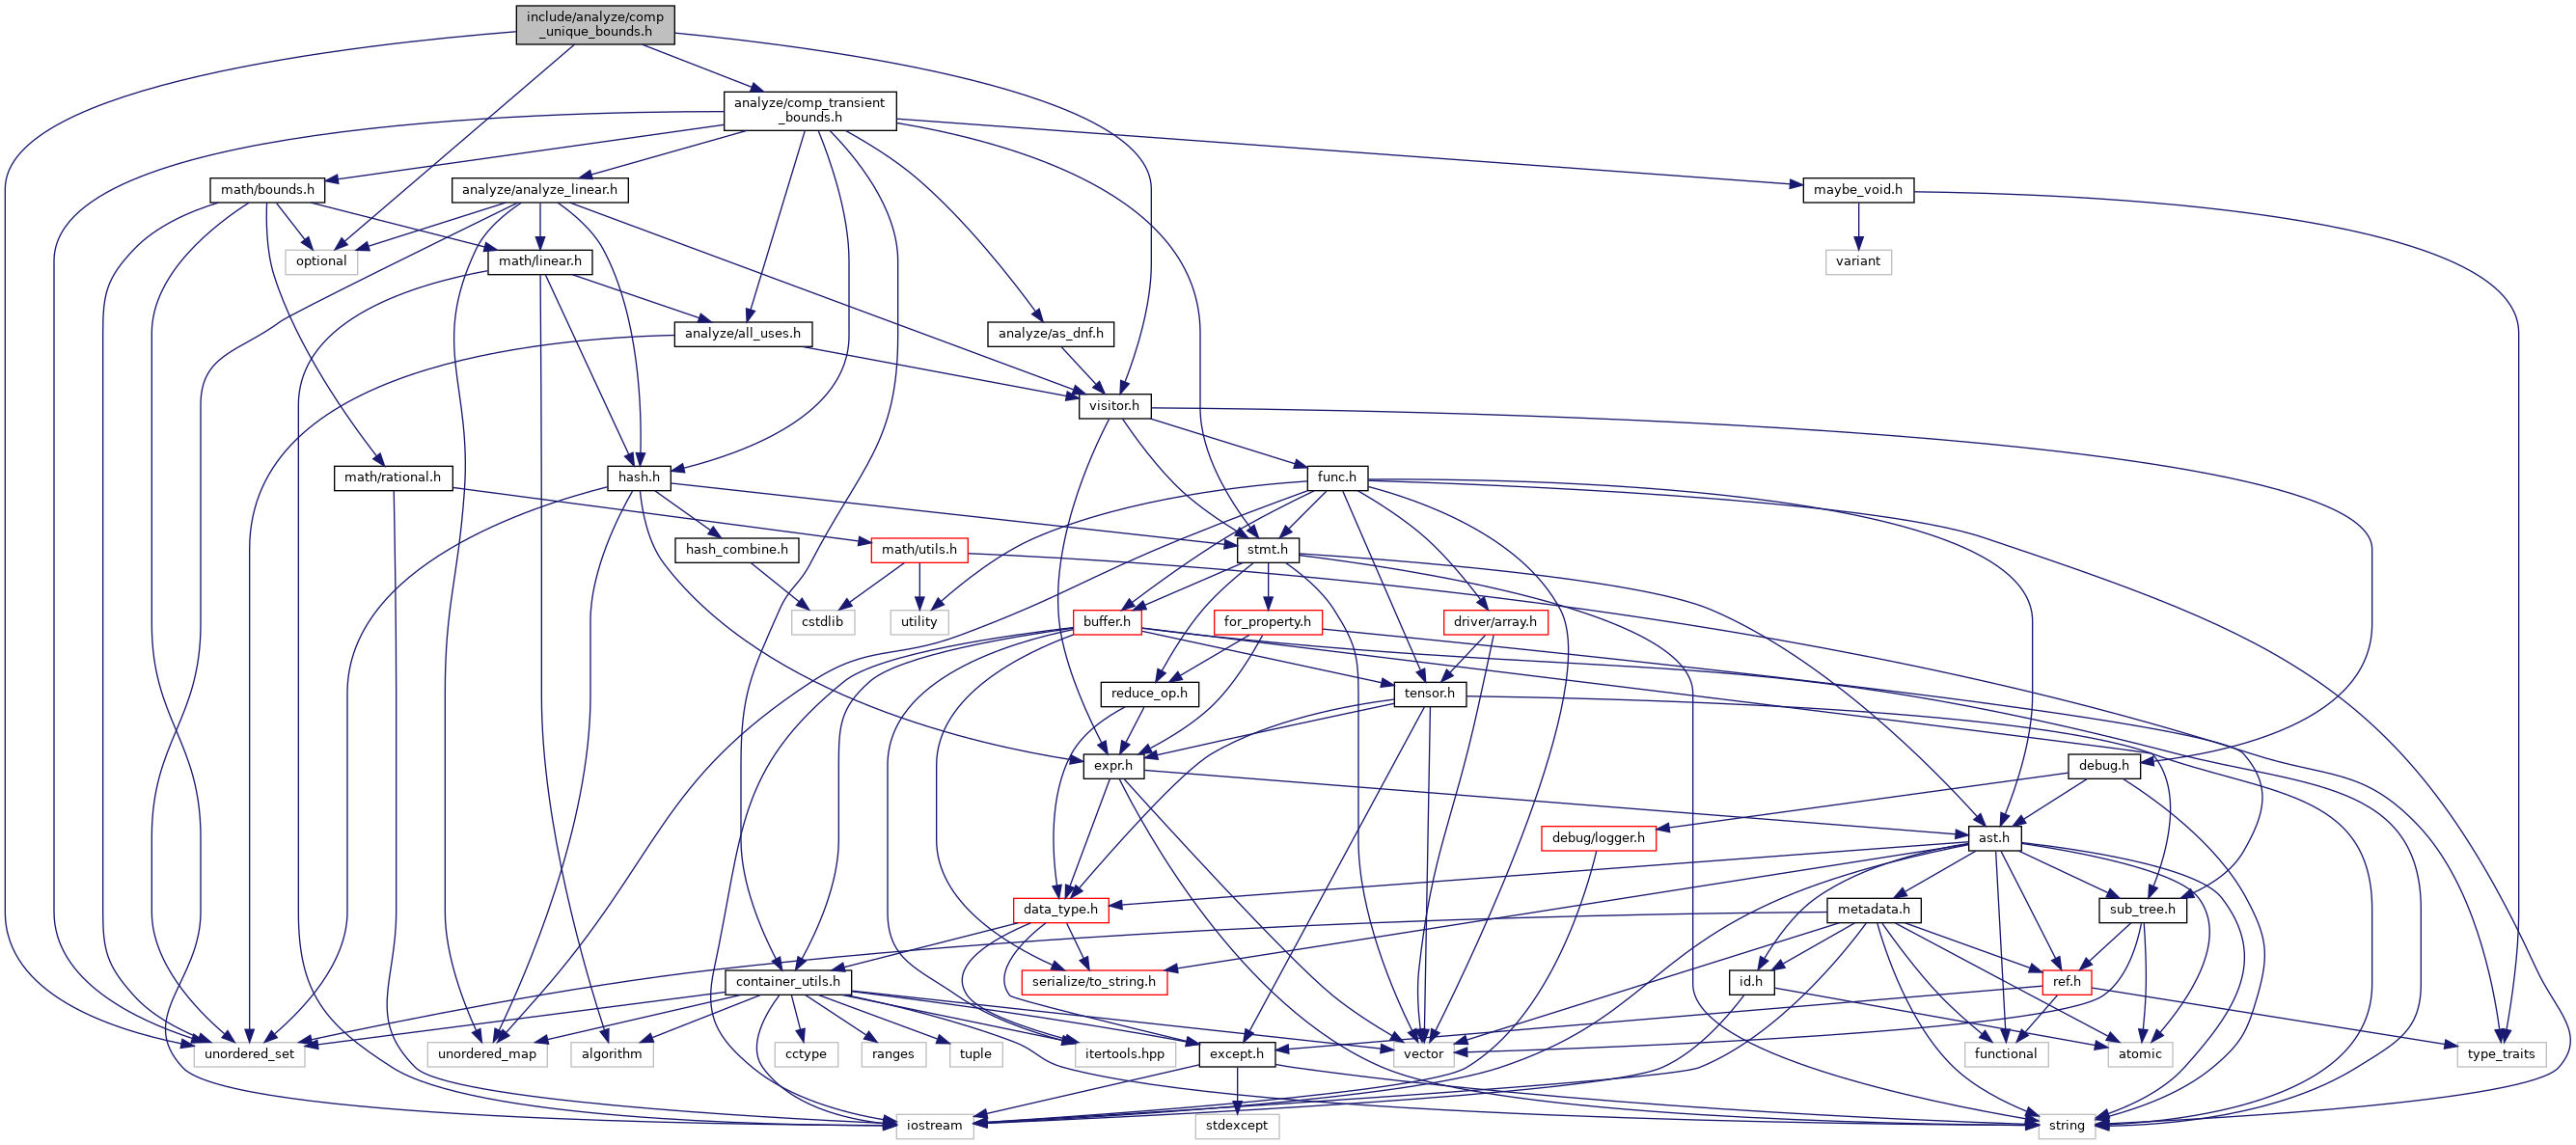 include/analyze/comp
_unique_bounds.h
analyze/comp_transient
_bounds.h
math/bounds.h
analyze/analyze_linear.h
maybe_void.h
optional
math/linear.h
variant
analyze/all_uses.h
analyze/as_dnf.h
visitor.h
math/rational.h
hash.h
func.h
hash_combine.h
math/utils.h
stmt.h
cstdlib
utility
buffer.h
for_property.h
driver/array.h
reduce_op.h
tensor.h
expr.h
debug.h
debug/logger.h
ast.h
data_type.h
metadata.h
sub_tree.h
container_utils.h
serialize/to_string.h
id.h
ref.h
unordered_set
unordered_map
algorithm
cctype
ranges
tuple
itertools.hpp
except.h
vector
functional
atomic
type_traits
iostream
stdexcept
string